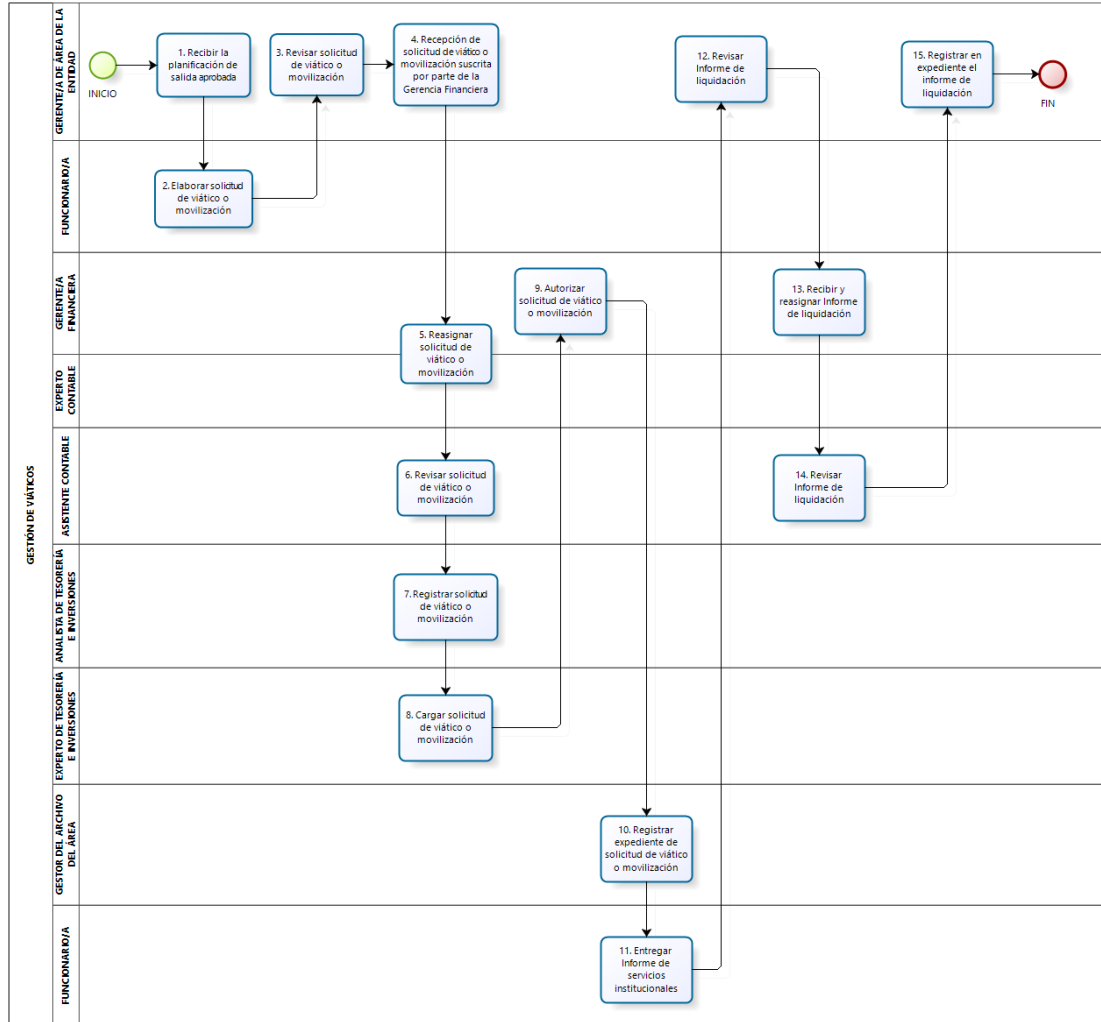 GESTIÓN DE VIÁTICOS
GERENTE/A DE ÁREA DE LA
ENTIDAD
INICIO
1. Recibir la
planificación de
salida aprobada
3. Revisar solicitud
de viático o
movilización
4. Recepción de
solicitud de viático o
movilización suscrita
por parte de la
Gerencia Financiera
12. Revisar
Informe de
liquidación
15. Registrar en
expediente el
informe de
liquidación
FIN
FUNCIONARIO/A
2. Elaborar solicitud
de viático o
movilización
GERENTE/A
FINANCIERA
5. Reasignar
solicitud de
viático o
movilización
9. Autorizar
solicitud de viático
o movilización
13. Recibir y
reasignar Informe
de liquidación
EXPERTO
CONTABLE
ASISTENTE CONTABLE
6. Revisar solicitud
de viático o
movilización
14. Revisar
Informe de
liquidación
ANALISTA DE TESORERÍA
E INVERSIONES
7. Registrar solicitud
de viático o
movilización
EXPERTO DE TESORERÍA
E INVERSIONES
8. Cargar solicitud
de viático o
movilización
GESTOR DEL ARCHIVO
DEL ÁREA
10. Registrar
expediente de
solicitud de viático
o movilización
FUNCIONARIO/A
11. Entregar
Informe de
servicios
institucionales